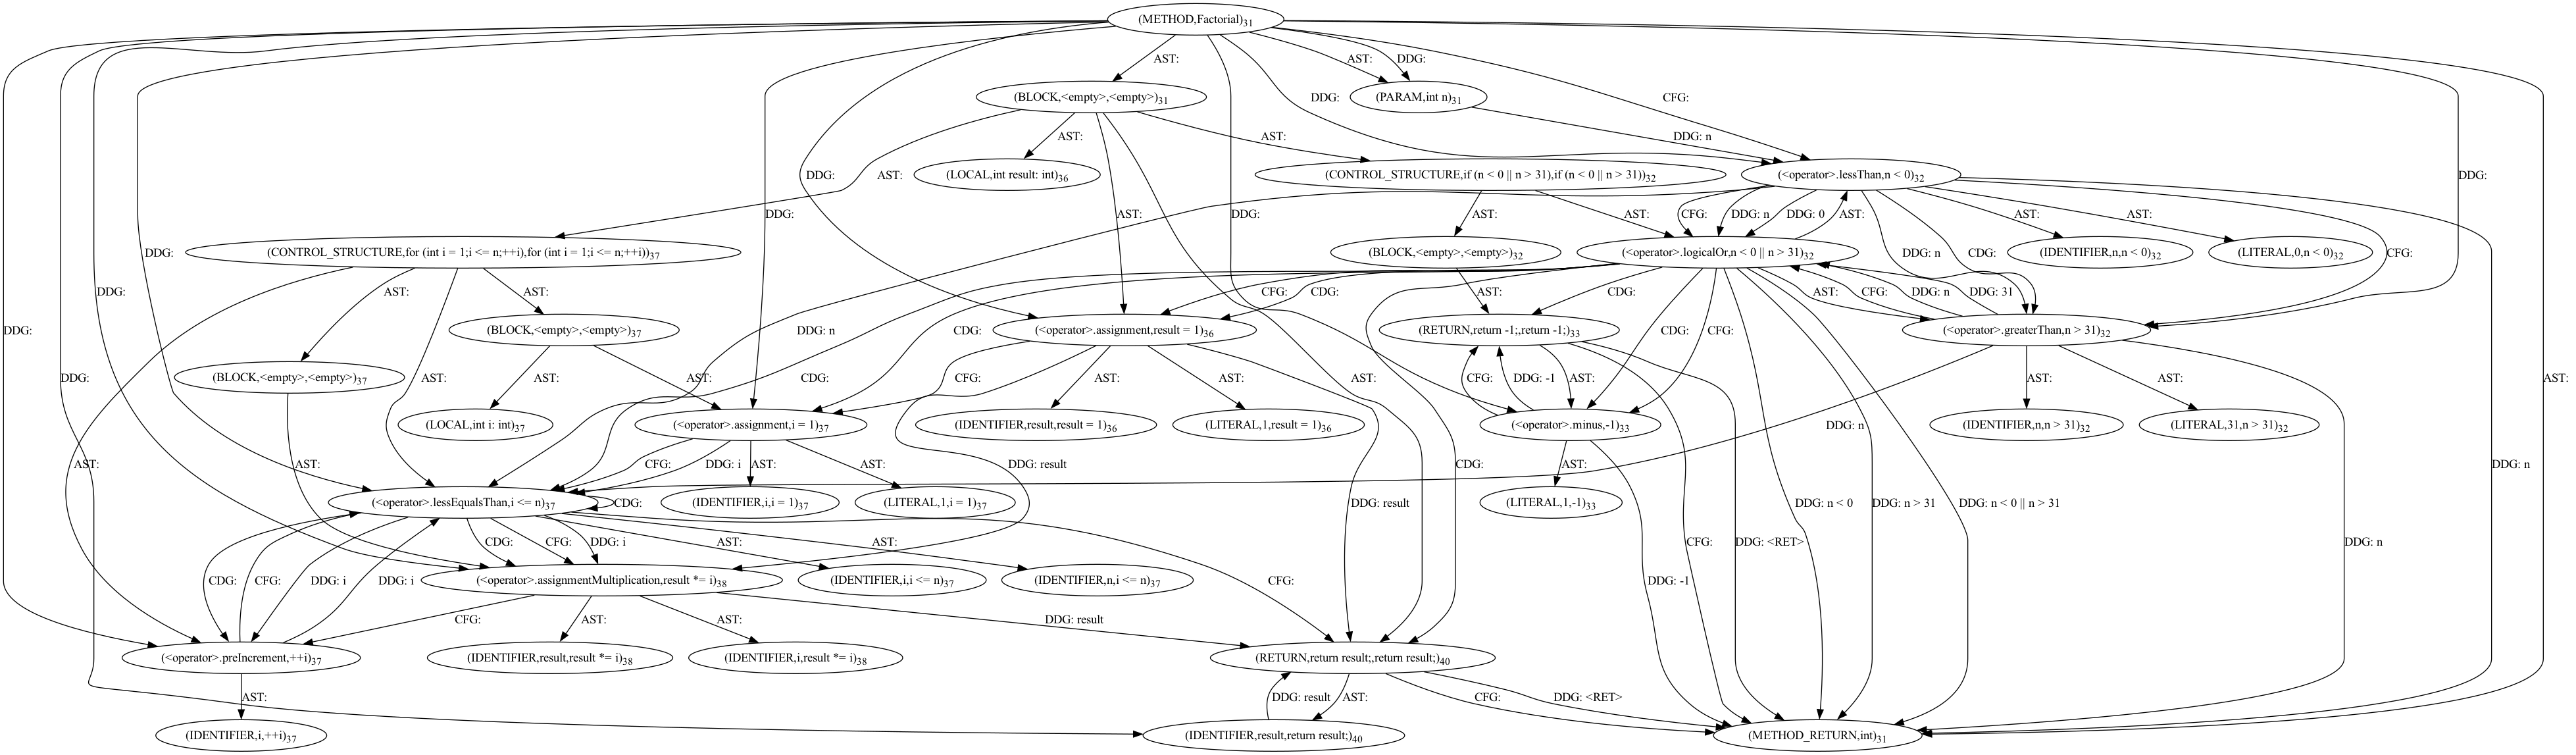 (METHOD,Factorial)31
AST:
AST:
DDG:
(BLOCK,<empty>,<empty>)31
DDG:
CFG:
(PARAM,int n)31
AST:
AST:
DDG: n
(LOCAL,int result: int)36
AST:
DDG:
(CONTROL_STRUCTURE,if (n < 0 || n > 31),if (n < 0 || n > 31))32
(<operator>.lessThan,n < 0)32
DDG:
DDG:
AST:
DDG:
AST:
AST:
CFG:
DDG: n
DDG: 0
AST:
AST:
AST:
DDG:
(CONTROL_STRUCTURE,for (int i = 1;i <= n;++i),for (int i = 1;i <= n;++i))37
(BLOCK,<empty>,<empty>)32
(<operator>.logicalOr,n < 0 || n > 31)32
DDG: n
CDG:
CFG:
(IDENTIFIER,n,n < 0)32
(LITERAL,0,n < 0)32
DDG:
AST:
AST:
CFG:
CDG:
AST:
CDG:
AST:
CFG:
DDG: n
DDG: 31
DDG:
(BLOCK,<empty>,<empty>)37
DDG: n
CDG:
(<operator>.assignment,result = 1)36
(RETURN,return -1;,return -1;)33
CDG:
CFG:
(<operator>.greaterThan,n > 31)32
(BLOCK,<empty>,<empty>)37
AST:
AST:
AST:
CDG:
CFG:
AST:
AST:
AST:
CFG:
DDG: -1
AST:
AST:
AST:
AST:
(LOCAL,int i: int)37
(<operator>.assignment,i = 1)37
(IDENTIFIER,result,result = 1)36
(LITERAL,1,result = 1)36
(<operator>.minus,-1)33
DDG: n
(IDENTIFIER,n,n > 31)32
(LITERAL,31,n > 31)32
AST:
AST:
CFG:
DDG: i
AST:
AST:
DDG: result
CDG:
AST:
DDG: n
(<operator>.lessEqualsThan,i <= n)37
CDG:
(IDENTIFIER,i,i = 1)37
(LITERAL,1,i = 1)37
DDG: result
(LITERAL,1,-1)33
DDG: n < 0
DDG: n > 31
DDG: n < 0 || n > 31
CDG:
CFG:
DDG: i
AST:
AST:
CFG:
DDG: <RET>
DDG: n
CDG:
CFG:
DDG: i
DDG: i
(<operator>.assignmentMultiplication,result *= i)38
(IDENTIFIER,i,i <= n)37
(IDENTIFIER,n,i <= n)37
CFG:
DDG: -1
CFG:
AST:
AST:
DDG: result
(<operator>.preIncrement,++i)37
(IDENTIFIER,result,result *= i)38
(IDENTIFIER,i,result *= i)38
(RETURN,return result;,return result;)40
AST:
DDG: result
AST:
CFG:
DDG: <RET>
(IDENTIFIER,i,++i)37
(IDENTIFIER,result,return result;)40
(METHOD_RETURN,int)31